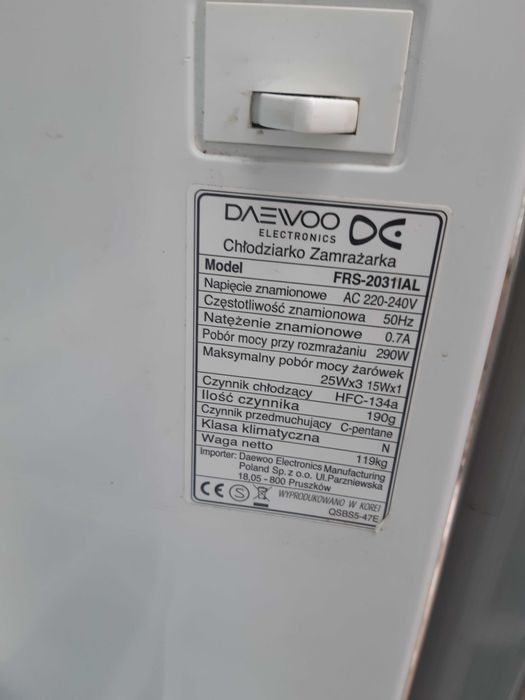 DAEWOO
ELECTRONICS
Chłodziarko Zamrażarka
Model FRS-2031IAL
Napięcie znamionowe AC 220-240V
Częstotliwość znamionowa 50Hz
Natężenie znamionowe 0.7A
Pobór mocy przy rozmrażaniu 290W
Maksymalny pobór mocy żarówek
25Wx3 15Wx1
Czynnik chłodzący HFC-134a
Ilość czynnika 190g
Czynnik przedmuchujący C-pentane
Klasa klimatyczna N
Waga netto 119kg
Importer: Daewoo Electronics Manufacturing
Poland Sp. z o.o. Ul.Parzniewska
18,05 - 800 Pruszków
CE S WYPRODUKOWANO W KOREI
QSBS5-47E